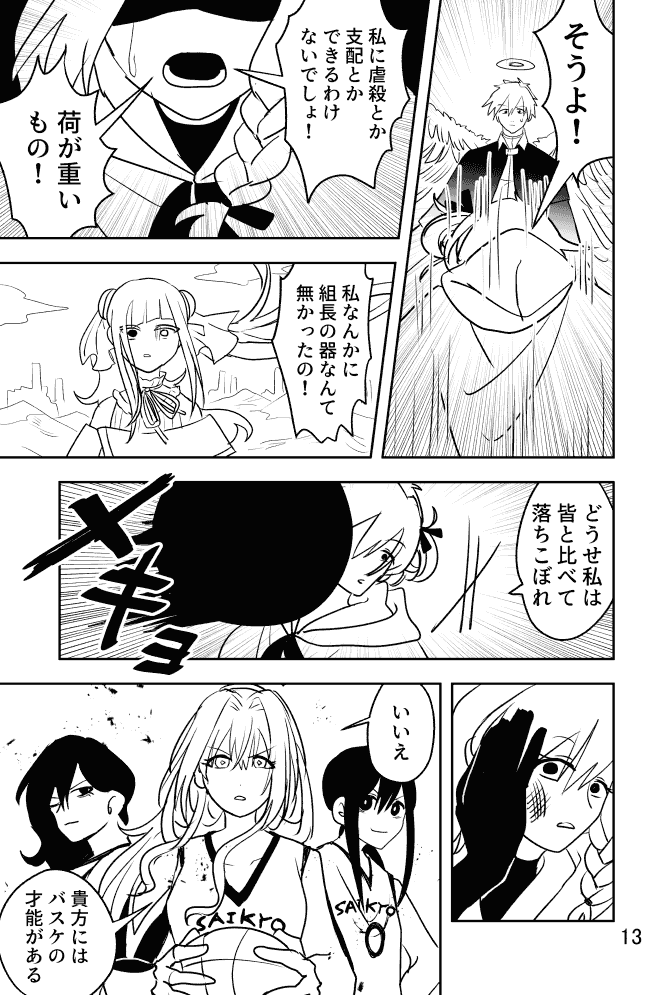 そうよ！
私に虐殺とか
支配とか
できるわけ
ないでしょ！
荷が重い
もの！
私なんかに
組長の器なんて
無かったの！
どうせ私は
皆と比べて
落ちこぼれ
メキョ
いいえ
貴方には
バスケの
才能がある
SAIKYO
SAIKYO
13